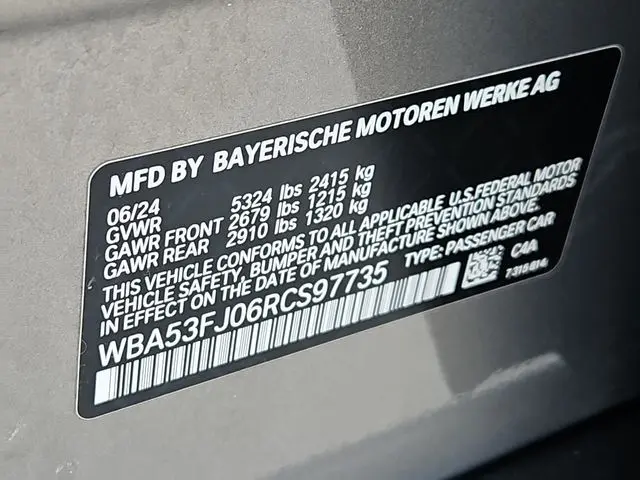 MFD BY BAYERISCHE MOTOREN WERKE AG
06/24
GVWR 5324 lbs 2415 kg
GAWR FRONT 2679 lbs 1215 kg
GAWR REAR 2910 lbs 1320 kg
THIS VEHICLE CONFORMS TO ALL APPLICABLE U.S.FEDERAL MOTOR
VEHICLE SAFETY, BUMPER AND THEFT PREVENTION STANDARDS
IN EFFECT ON THE DATE OF MANUFACTURE SHOWN ABOVE.
TYPE: PASSENGER CAR
WBA53FJ06RCS97735
C4A